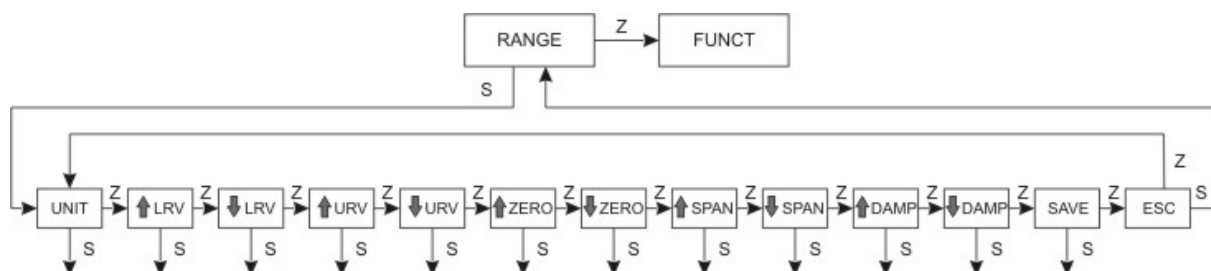 RANGE Z FUNCT
S
Z S
UNIT Z LRV Z LRV Z URV Z URV Z ZERO Z ZERO Z SPAN Z SPAN Z DAMP Z DAMP Z SAVE Z ESC
S S S S S S S S S S S S